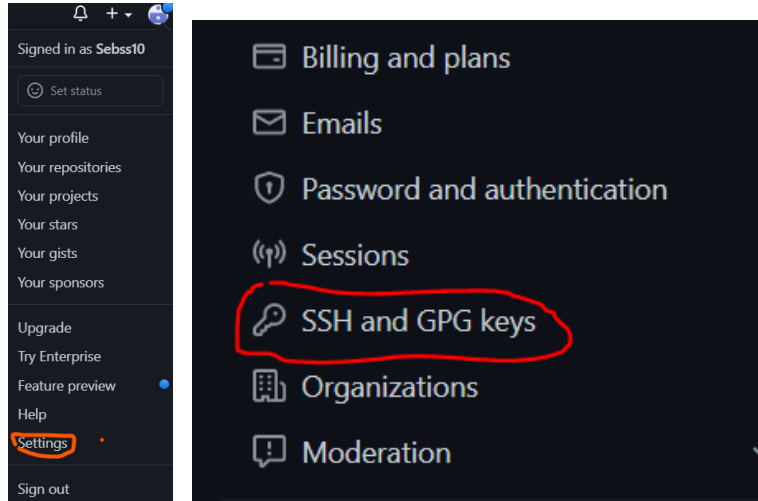 Signed in as Sebss10
Set status
Your profile
Your repositories
Your projects
Your stars
Your gists
Your sponsors
Upgrade
Try Enterprise
Feature preview
Help
Settings
Sign out
Billing and plans
Emails
Password and authentication
Sessions
SSH and GPG keys
Organizations
Moderation